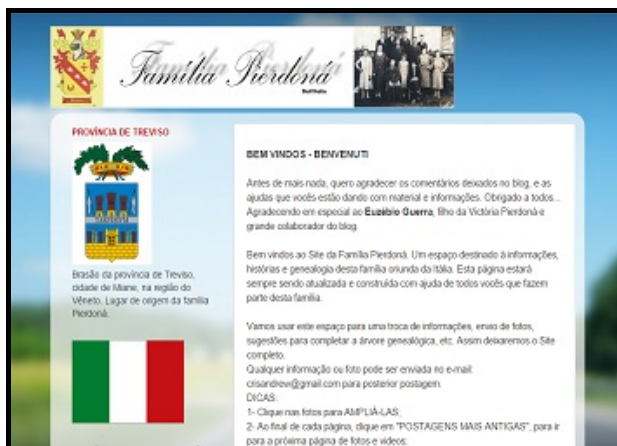 Família Pierdoná
PROVÍNCIA DE TREVISO
Brasão da província de Treviso,
cidade de Miane, na região do
Vêneto. Lugar de origem da família
Pierdoná.
BEM VINDOS - BENVENUTI
Antes de mais nada, quero agradecer os comentários deixados no blog, e as
ajudas que vocês estão dando com material e informações. Obrigado a todos...
Agradecendo em especial ao Euzébio Guerra, filho da Victória Pierdoná e
grande colaborador do blog.
Bem vindos ao Site da Família Pierdoná. Um espaço destinado à informações,
histórias e genealogia desta família oriunda da Itália. Esta página estará
sempre sendo atualizada e construída com ajuda de todos vocês que fazem
parte desta família.
Vamos usar este espaço para uma troca de informações, envio de fotos,
sugestões para completar a árvore genealógica, etc. Assim deixaremos o Site
completo.
Qualquer informação ou foto pode ser enviada no e-mail:
crisandrew@gmail.com para posterior postagem.
DICAS:
1- Clique nas fotos para AMPLIÁ-LAS;
2- Ao final de cada página, clique em "POSTAGENS MAIS ANTIGAS", para ir
para a próxima página de fotos e videos;